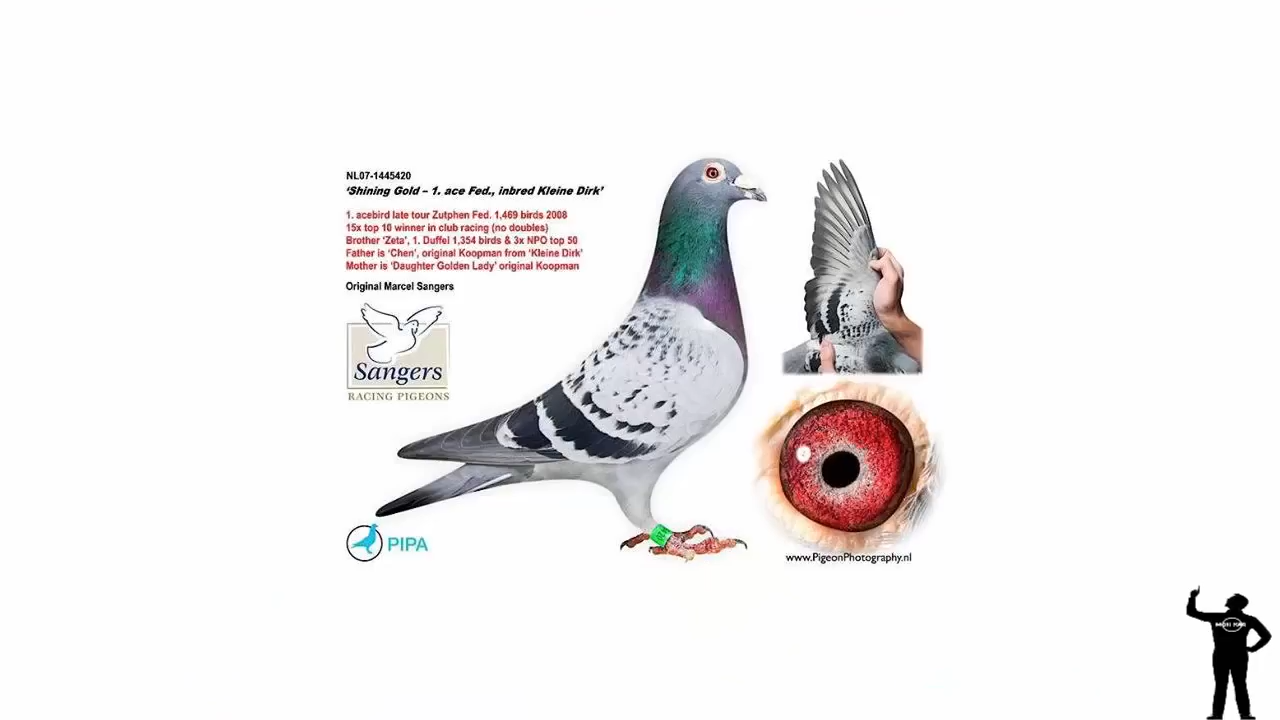 NL07-1445420
‘Shining Gold – 1. ace Fed., inbred Kleine Dirk’
1. acebird late tour Zutphen Fed. 1,469 birds 2008
15x top 10 winner in club racing (no doubles)
Brother ‘Zeta’, 1. Duffel 1,354 birds & 3x NPO top 50
Father is ‘Chen’, original Koopman from ‘Kleine Dirk’
Mother is ‘Daughter Golden Lady’ original Koopman
Original Marcel Sangers
Sangers
RACING PIGEONS
PIPA
www.PigeonPhotography.nl